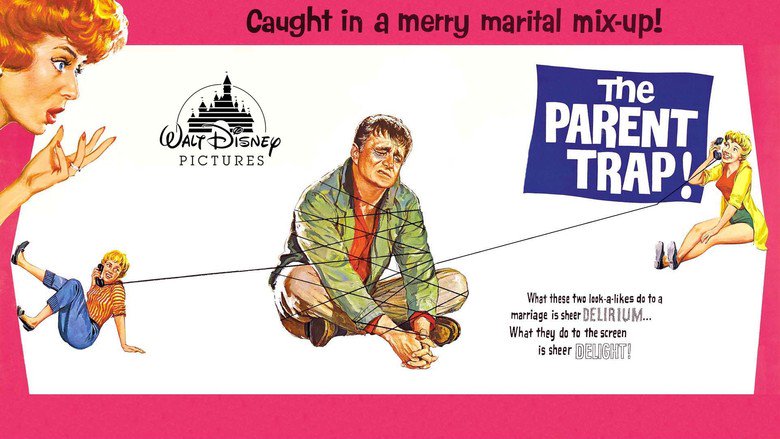 Caught in a merry marital mix-up!
WALT DISNEY
PICTURES
The
PARENT
TRAP!
What these two look-a-likes do to a
marriage is sheer DELIRIUM...
What they do to the screen
is sheer DELIGHT!